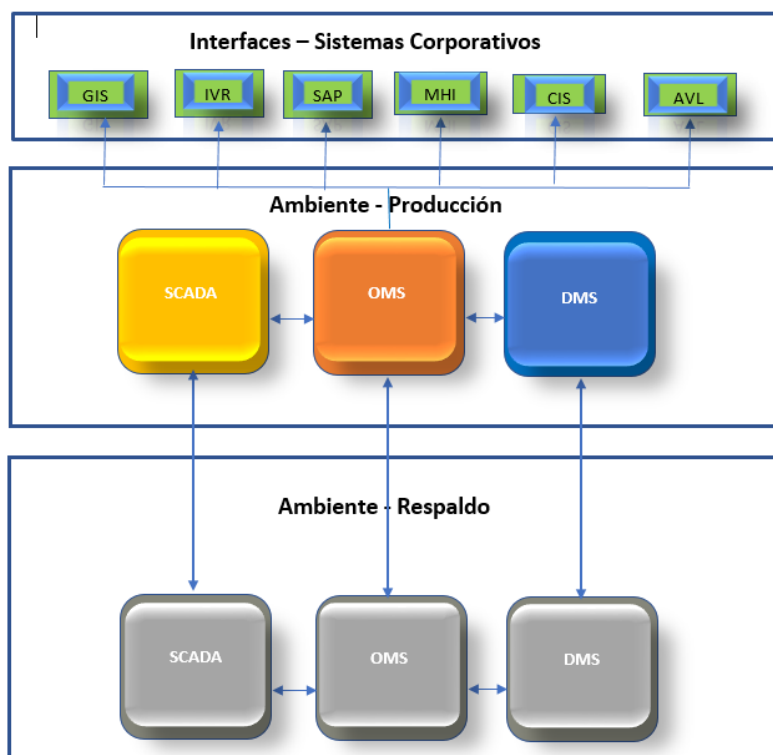 Interfaces – Sistemas Corporativos
GIS IVR SAP MHI CIS AVL
Ambiente - Producción
SCADA OMS DMS
Ambiente - Respaldo
SCADA OMS DMS